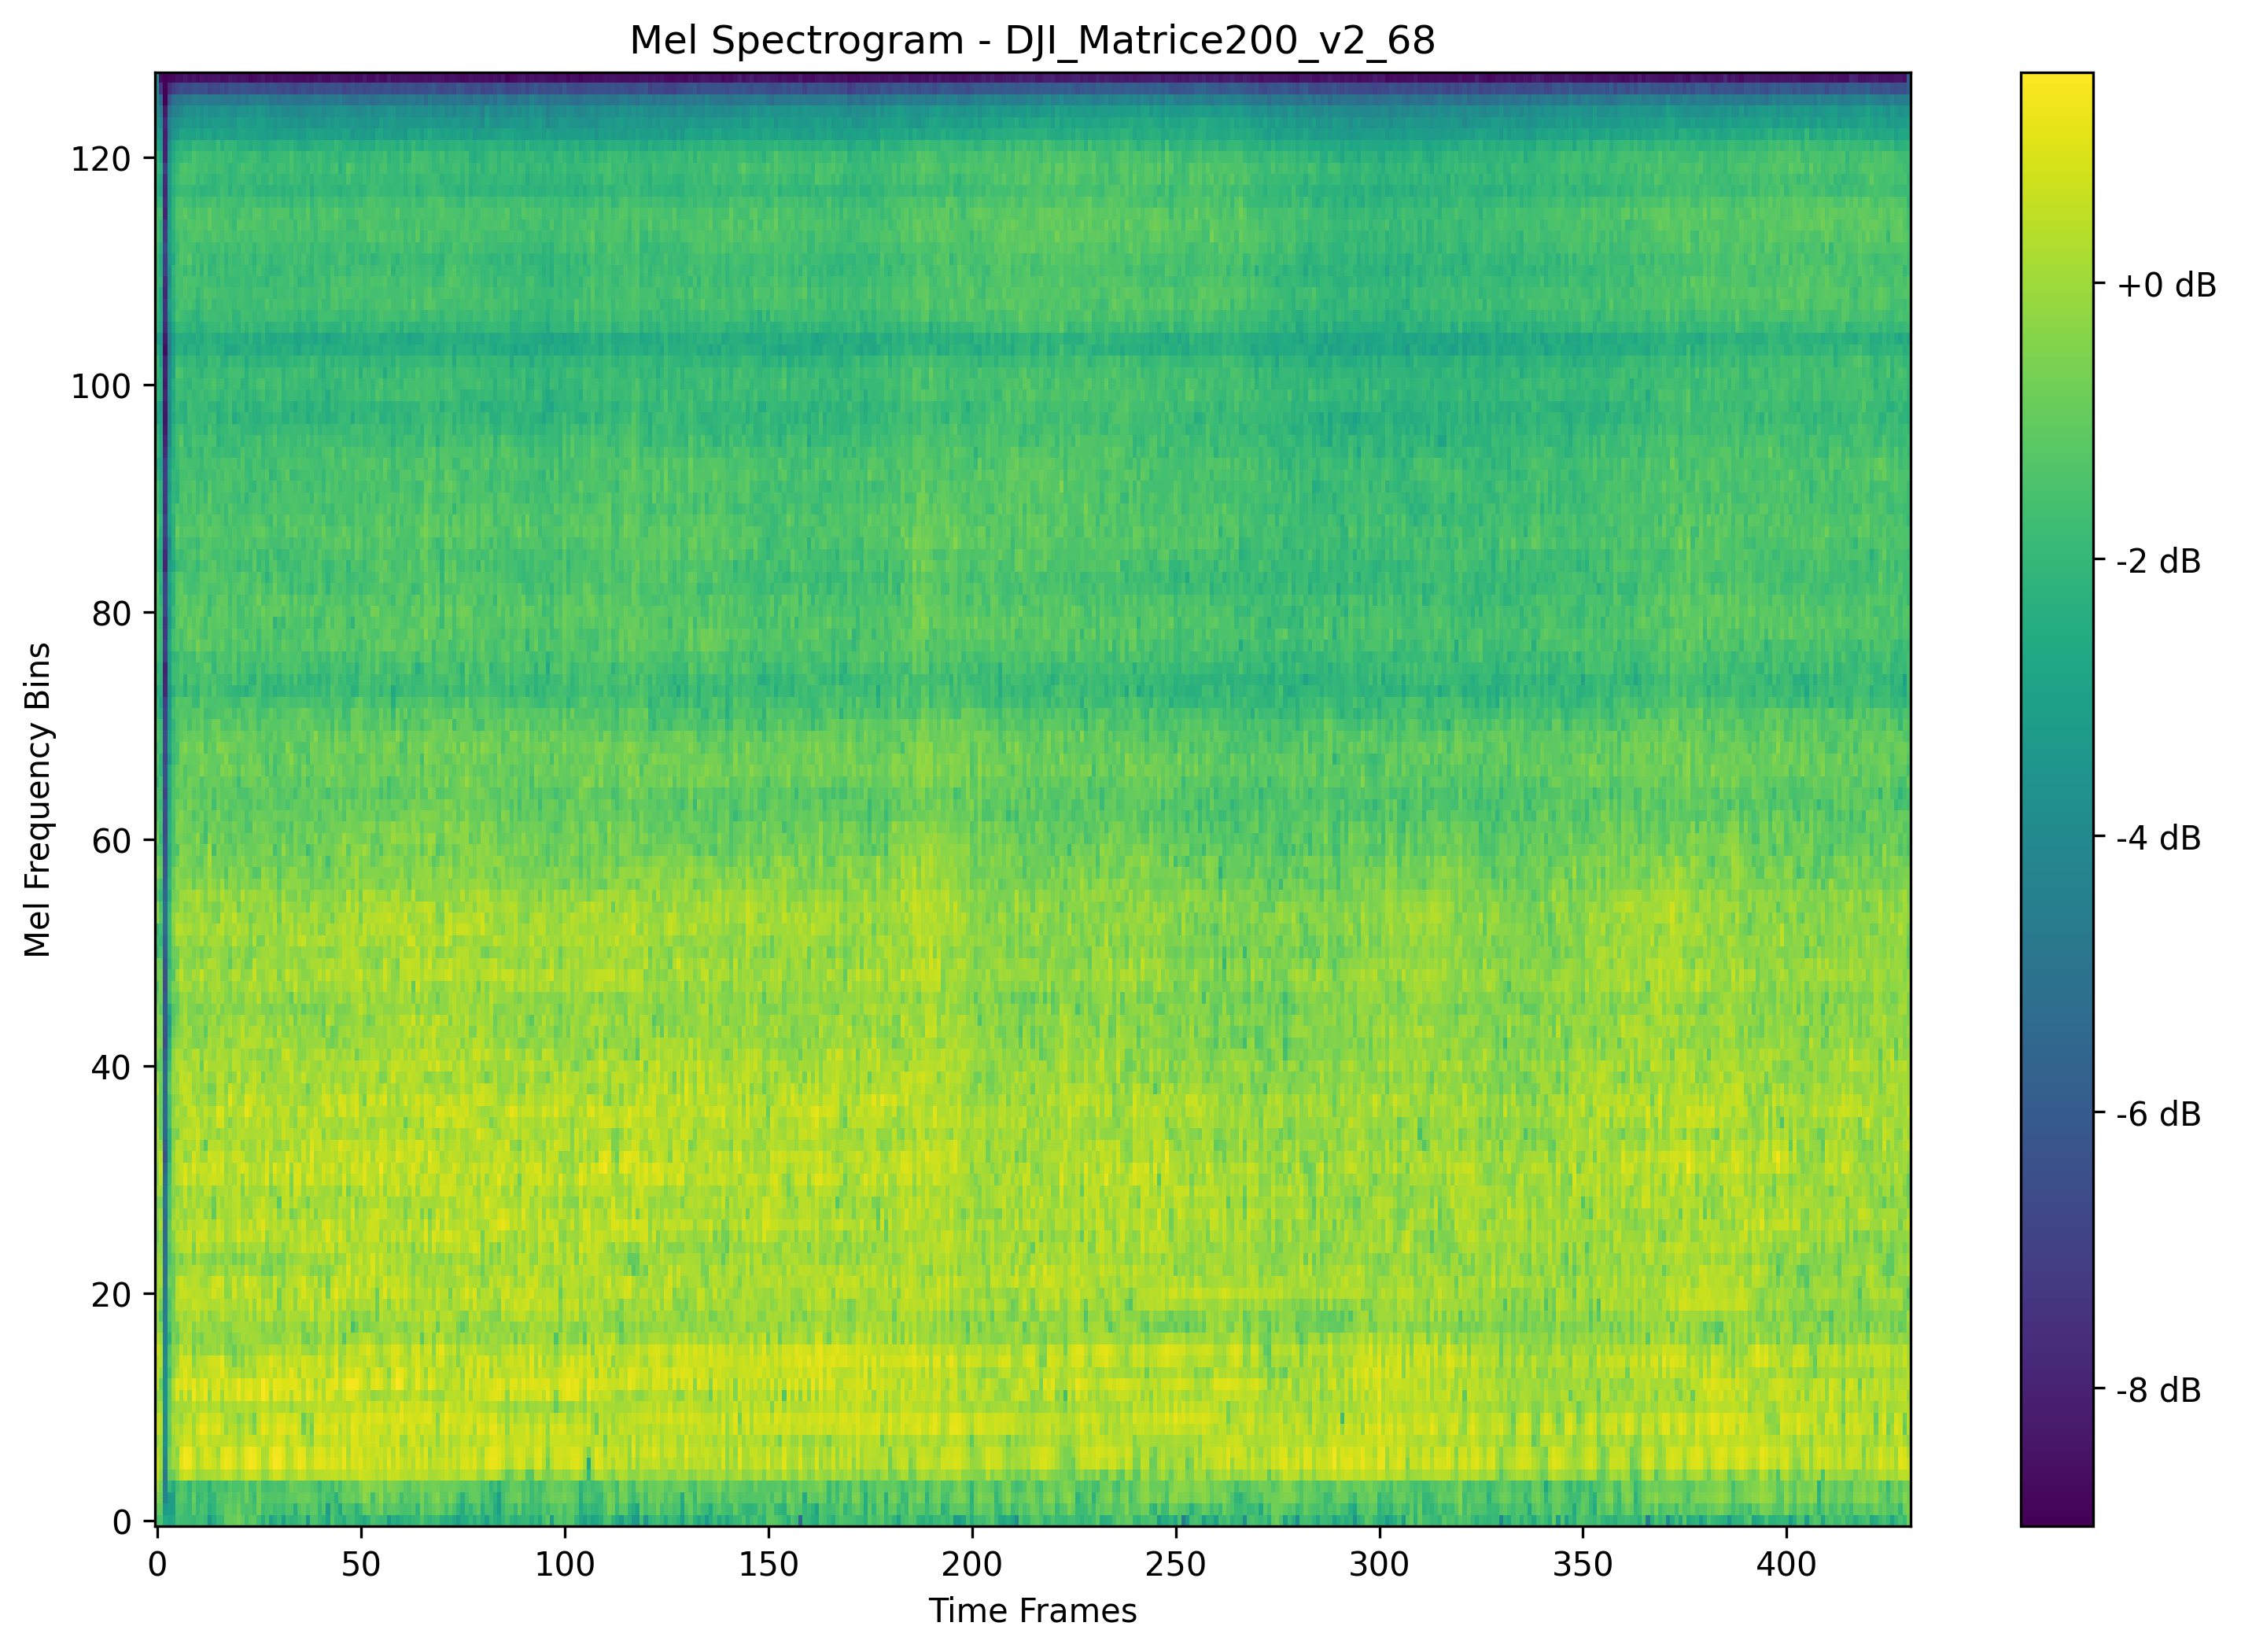 Mel Spectrogram - DJI_Matrice200_v2_68
120
100
80
60
40
20
0
Mel Frequency Bins
0 50 100 150 200 250 300 350 400
Time Frames
+0 dB
-2 dB
-4 dB
-6 dB
-8 dB